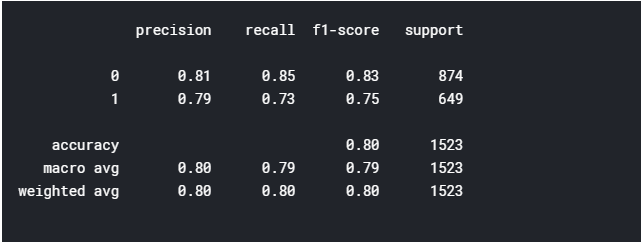 precision recall f1-score support
0 0.81 0.85 0.83 874
1 0.79 0.73 0.75 649
accuracy 0.80 1523
macro avg 0.80 0.79 0.79 1523
weighted avg 0.80 0.80 0.80 1523